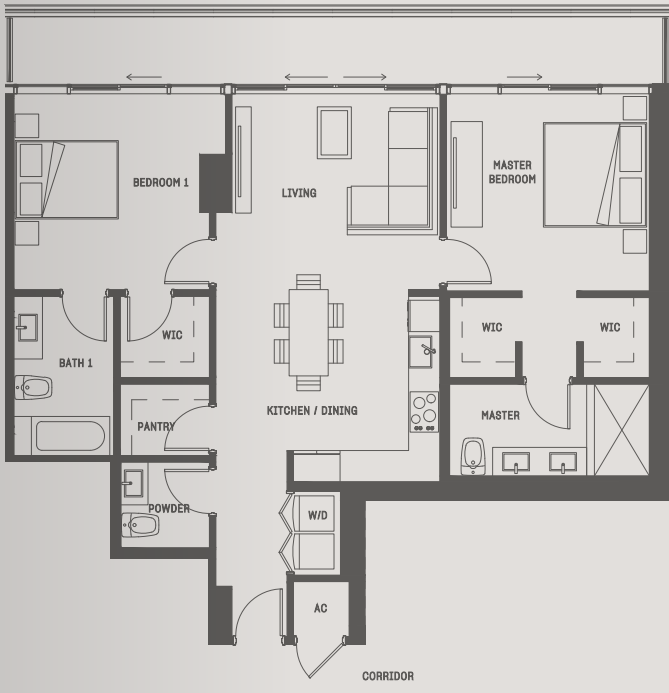 BEDROOM 1
LIVING
MASTER
BEDROOM
WIC
WIC
WIC
BATH 1
PANTRY
KITCHEN / DINING
MASTER
POWDER
W/D
AC
CORRIDOR